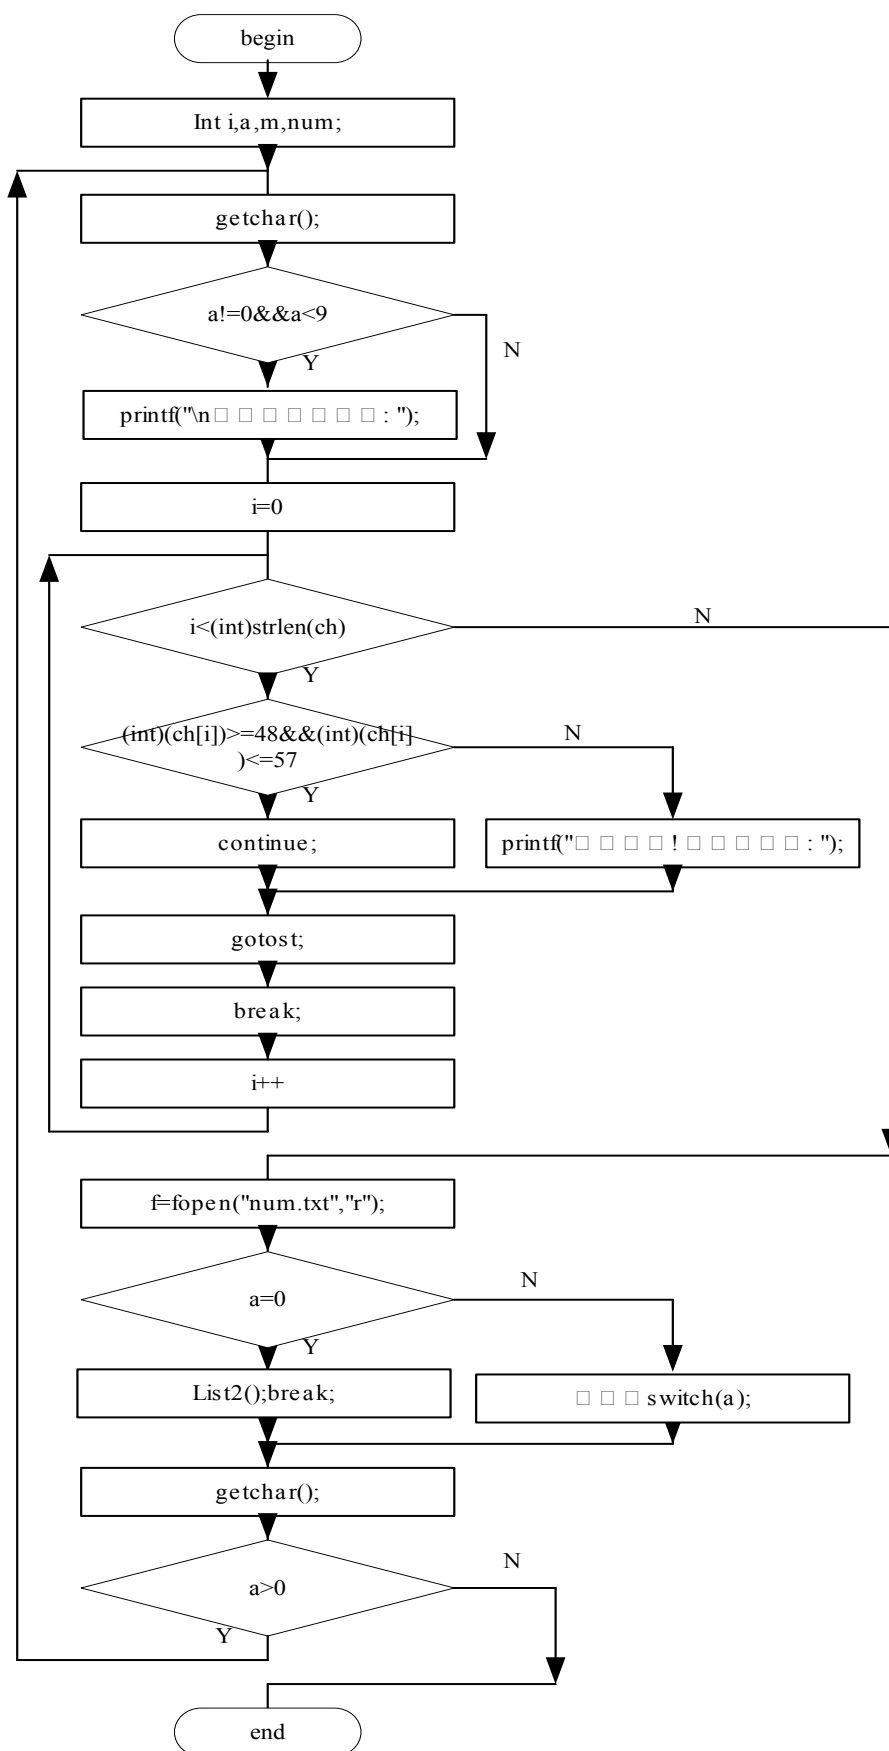 begin
Int i,a,m,num;
getchar();
a!=0&&a<9
N
Y
printf("\n□□□□□□□: ");
i=0
i<(int)strlen(ch)
N
Y
(int)(ch[i])>=48&&(int)(ch[i]
)<=57
N
Y
continue;
printf("□□□□!□□□□□: ");
gotost;
break;
i++
f=fopen("num.txt","r");
a=0
N
Y
List2();break;
□□□switch(a);
getchar();
a>0
N
Y
end